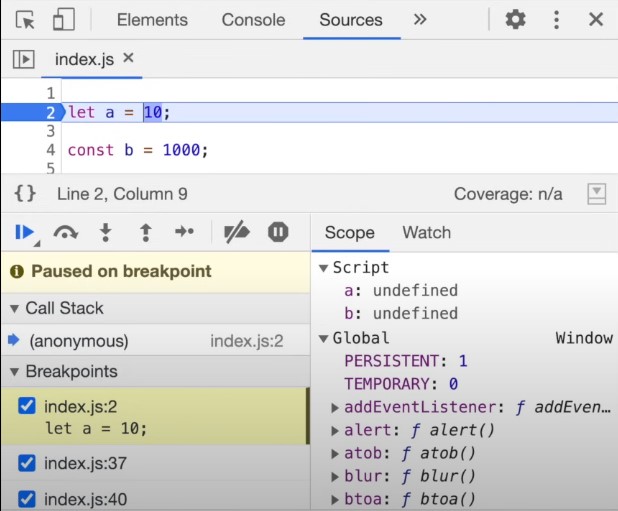 Elements Console Sources »
index.js ×
1
2 let a = 10;
3
4 const b = 1000;
5
{} Line 2, Column 9 Coverage: n/a
Scope Watch
Paused on breakpoint
Call Stack
(anonymous) index.js:2
Breakpoints
index.js:2
let a = 10;
index.js:37
index.js:40
Script
a: undefined
b: undefined
Global Window
PERSISTENT: 1
TEMPORARY: 0
addEventListener: ƒ addEven…
alert: ƒ alert()
atob: ƒ atob()
blur: ƒ blur()
btoa: ƒ btoa()